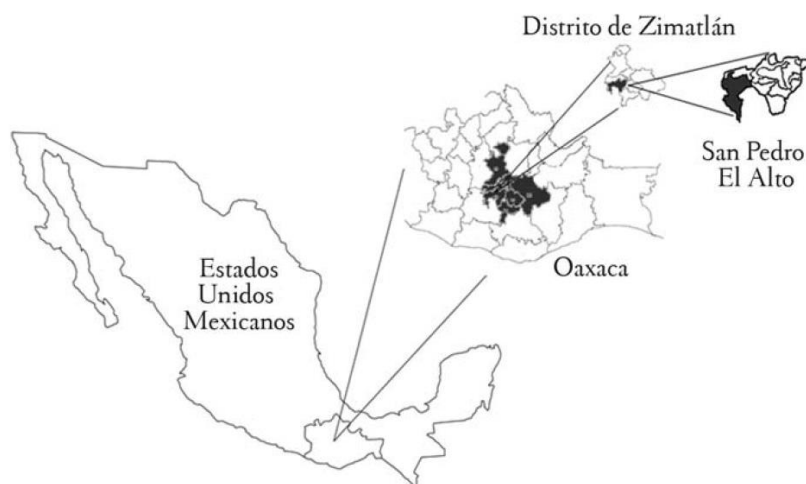 Distrito de Zimatlán
San Pedro
El Alto
Oaxaca
Estados
Unidos
Mexicanos